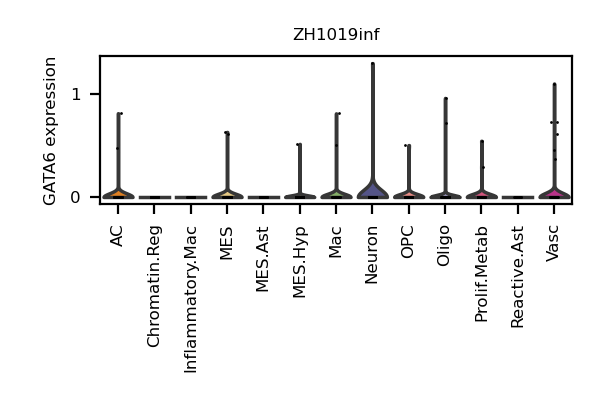 ZH1019inf
GATA6 expression
1
0
AC
Chromatin.Reg
Inflammatory.Mac
MES
MES.Ast
MES.Hyp
Mac
Neuron
OPC
Oligo
Prolif.Metab
Reactive.Ast
Vasc